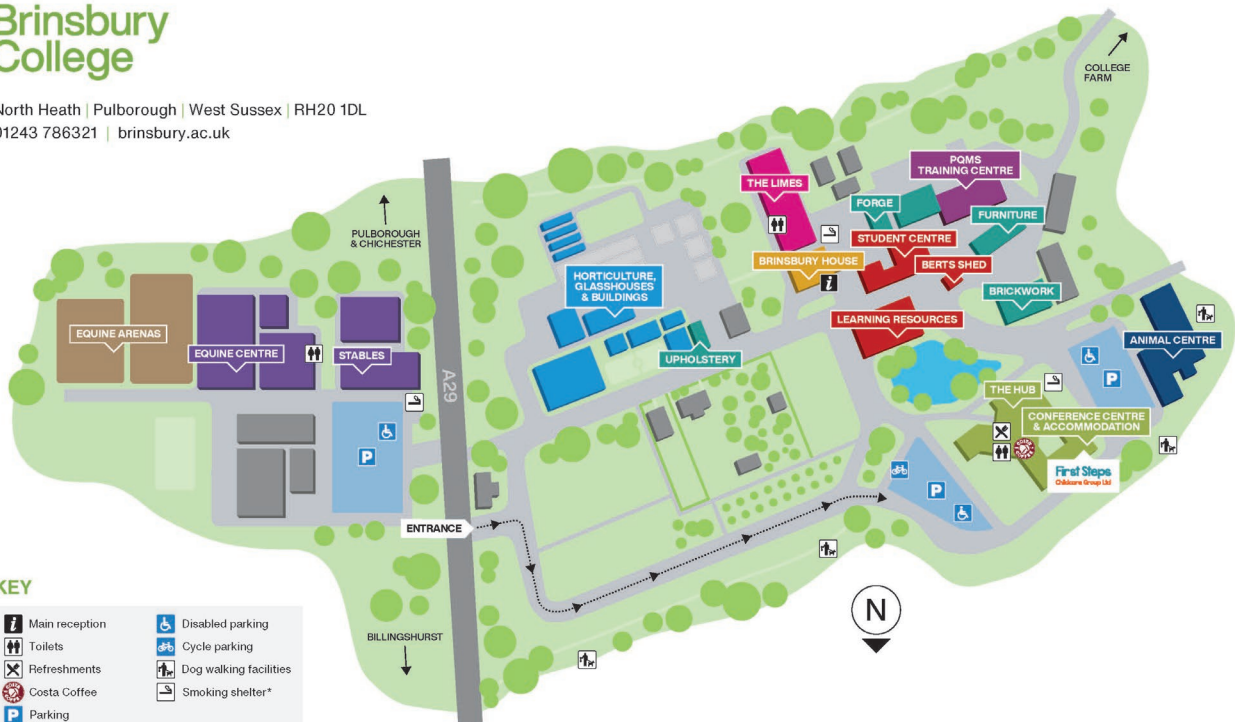 Brinsbury
College
North Heath | Pulborough | West Sussex | RH20 1DL
01243 786321 | brinsbury.ac.uk
COLLEGE
FARM
PULBOROUGH
& CHICHESTER
THE LIMES
PQMS
TRAINING CENTRE
FORGE
FURNITURE
STUDENT CENTRE
BRINSBURY HOUSE
BERTS SHED
i
HORTICULTURE,
GLASSHOUSES
& BUILDINGS
BRICKWORK
LEARNING RESOURCES
EQUINE ARENAS
EQUINE CENTRE
STABLES
UPHOLSTERY
ANIMAL CENTRE
A29
P
THE HUB
CONFERENCE CENTRE
& ACCOMMODATION
P
First Steps
Childcare Group Ltd
P
ENTRANCE
N
BILLINGSHURST
KEY
i Main reception
Toilets
Refreshments
Costa Coffee
P Parking
Disabled parking
Cycle parking
Dog walking facilities
Smoking shelter*